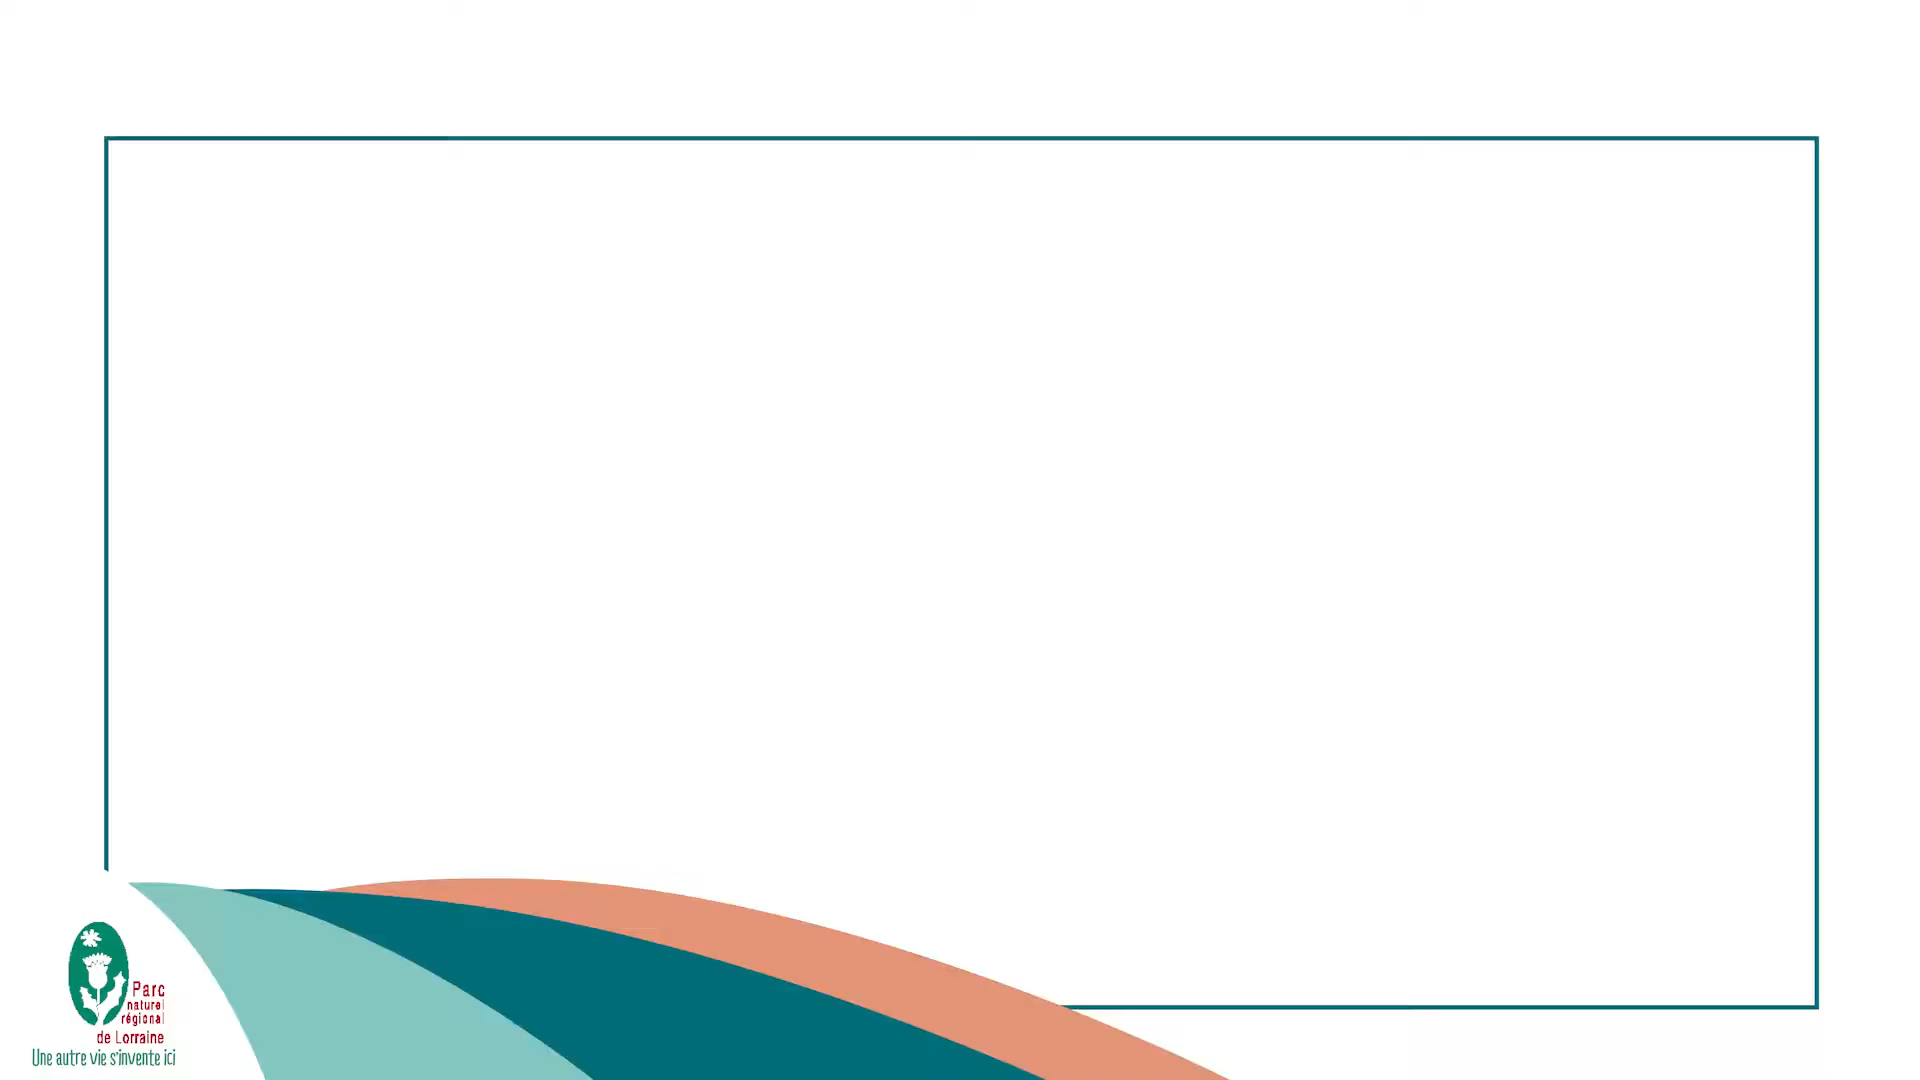 Parc
naturel
régional
de Lorraine
Une autre vie s'invente ici